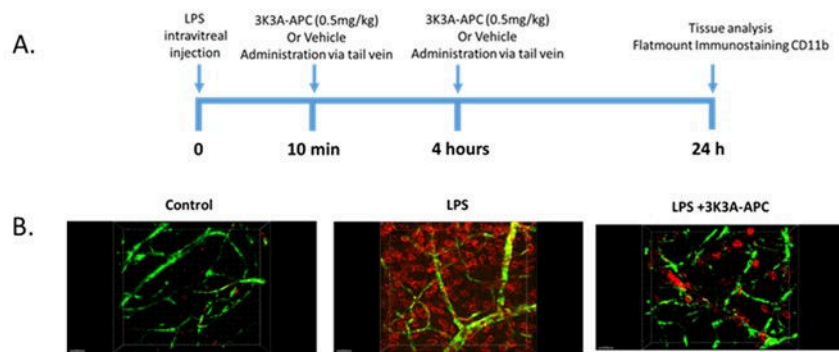 A.
LPS
intravitreal
injection
3K3A-APC (0.5mg/kg)
Or Vehicle
Administration via tail vein
3K3A-APC (0.5mg/kg)
Or Vehicle
Administration via tail vein
Tissue analysis
Flatmount Immunostaining CD11b
0
10 min
4 hours
24 h
B.
Control
LPS
LPS +3K3A-APC